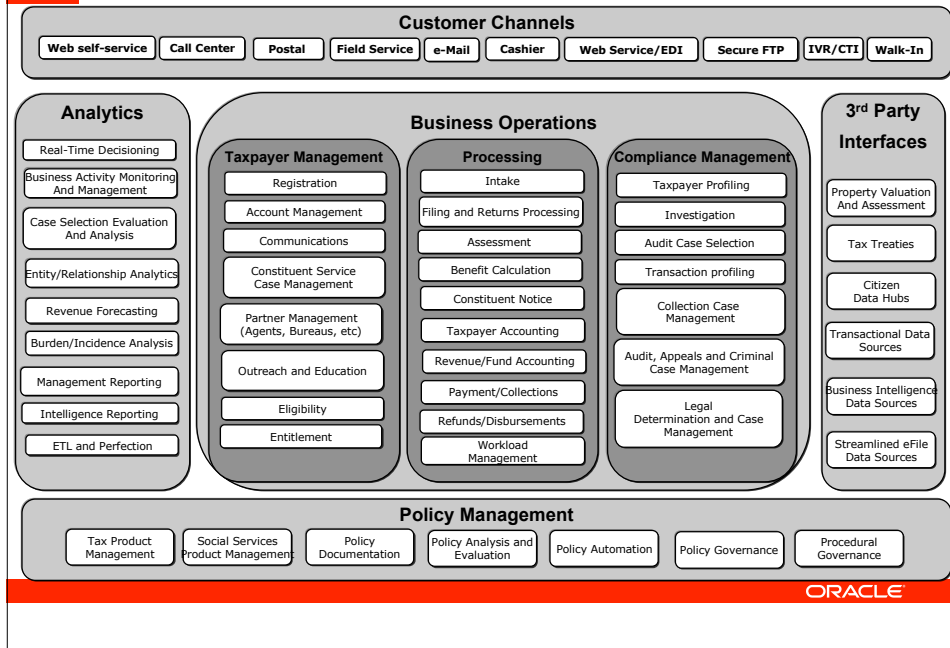 Customer Channels
Web self-service
Call Center
Postal
Field Service
e-Mail
Cashier
Web Service/EDI
Secure FTP
IVR/CTI
Walk-In
Analytics
Real-Time Decisioning
Business Activity Monitoring
And Management
Case Selection Evaluation
And Analysis
Entity/Relationship Analytics
Revenue Forecasting
Burden/Incidence Analysis
Management Reporting
Intelligence Reporting
ETL and Perfection
Business Operations
Taxpayer Management
Registration
Account Management
Communications
Constituent Service
Case Management
Partner Management
(Agents, Bureaus, etc)
Outreach and Education
Eligibility
Entitlement
Processing
Intake
Filing and Returns Processing
Assessment
Benefit Calculation
Constituent Notice
Taxpayer Accounting
Revenue/Fund Accounting
Payment/Collections
Refunds/Disbursements
Workload
Management
Compliance Management
Taxpayer Profiling
Investigation
Audit Case Selection
Transaction profiling
Collection Case
Management
Audit, Appeals and Criminal
Case Management
Legal
Determination and Case
Management
3rd Party
Interfaces
Property Valuation
And Assessment
Tax Treaties
Citizen
Data Hubs
Transactional Data
Sources
Business Intelligence
Data Sources
Streamlined eFile
Data Sources
Policy Management
Tax Product
Management
Social Services
Product Management
Policy
Documentation
Policy Analysis and
Evaluation
Policy Automation
Policy Governance
Procedural
Governance
ORACLE